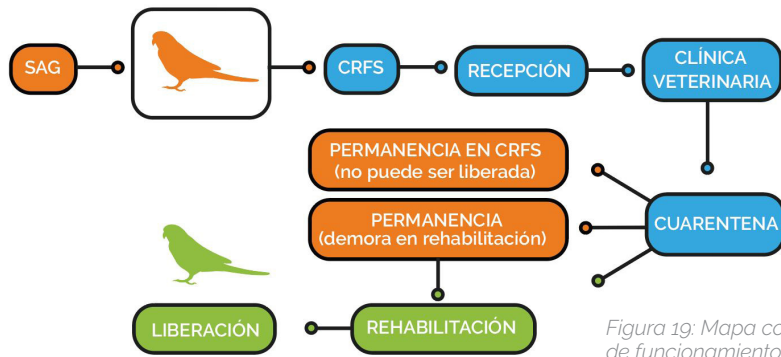 SAG
CRFS
RECEPCIÓN
CLÍNICA
VETERINARIA
PERMANENCIA EN CRFS
(no puede ser liberada)
PERMANENCIA
(demora en rehabilitación)
CUARENTENA
LIBERACIÓN
REHABILITACIÓN
Figura 19: Mapa
de funcionamiento